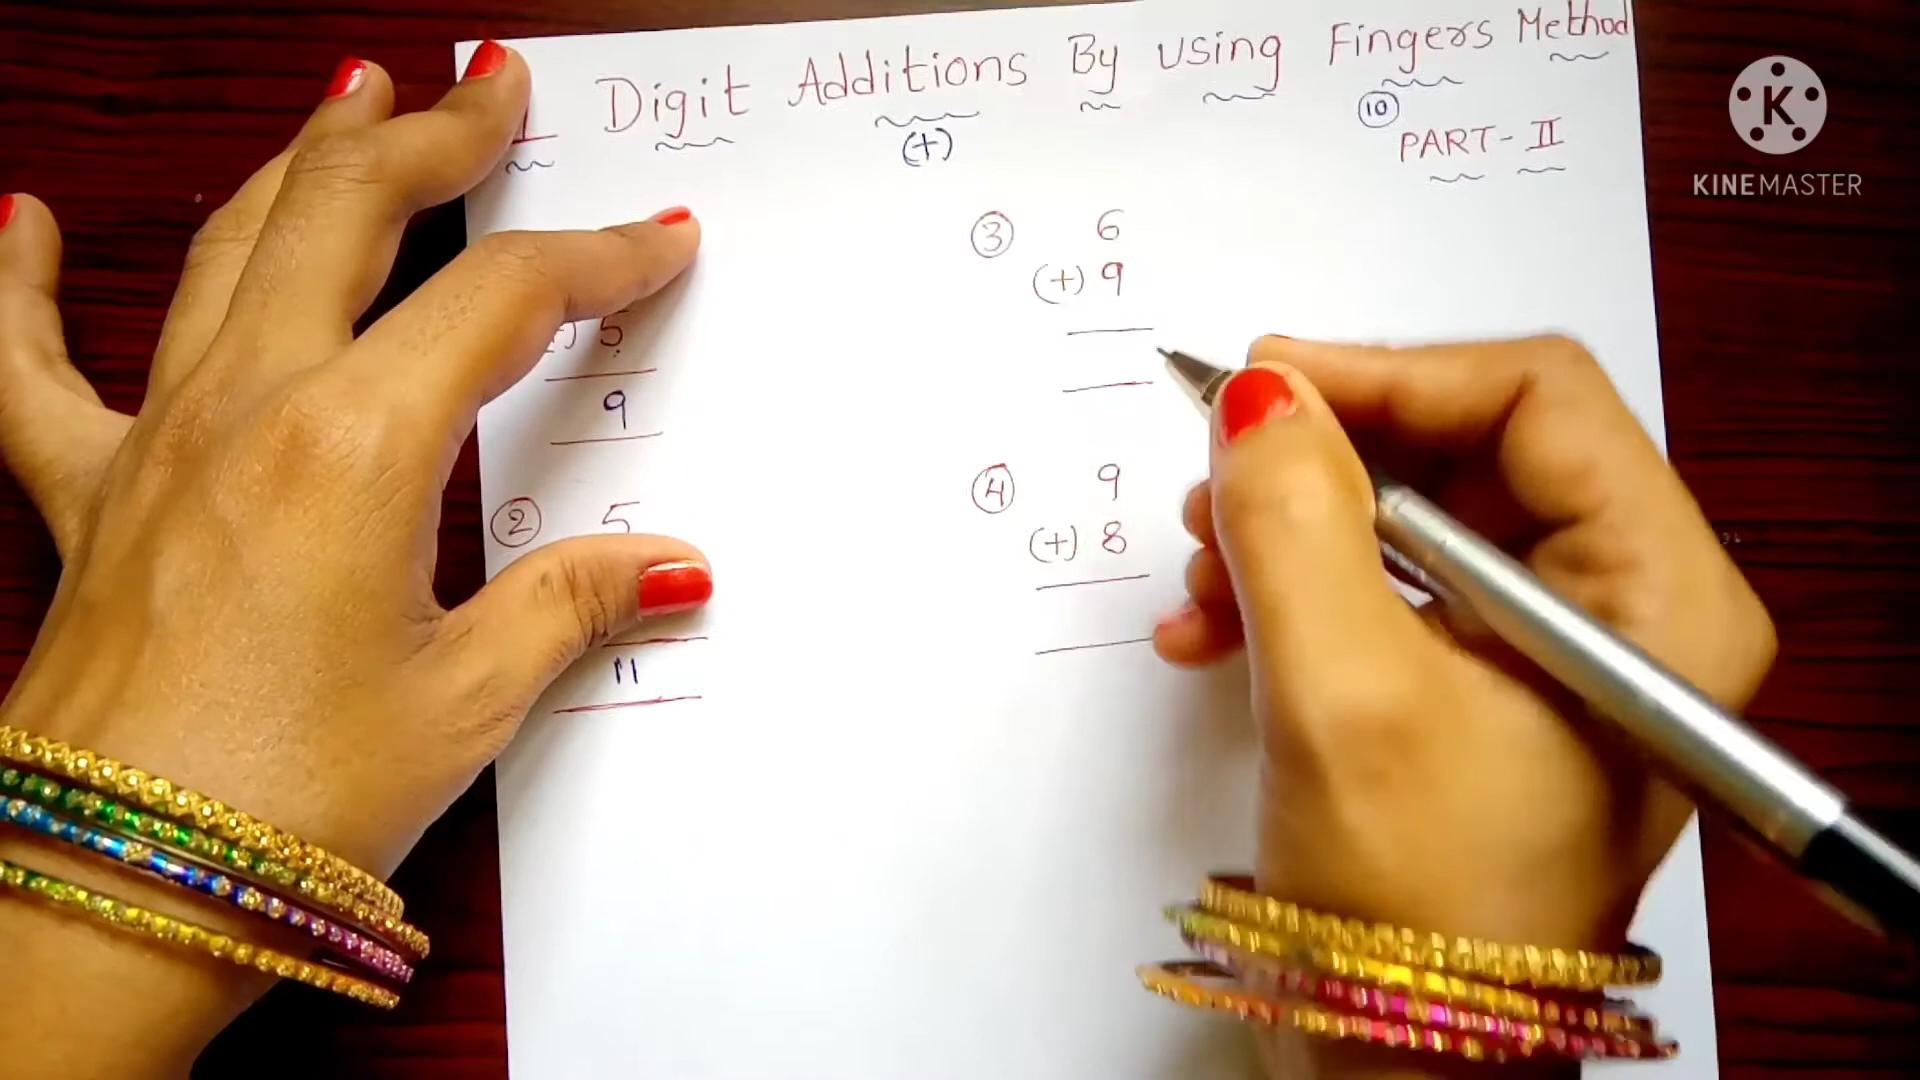 1 Digit Additions By using Fingers Method
(+)
10
PART- II
K
KINEMASTER
5
9
② 5
11
③ 6
(+) 9
④ 9
(+) 8